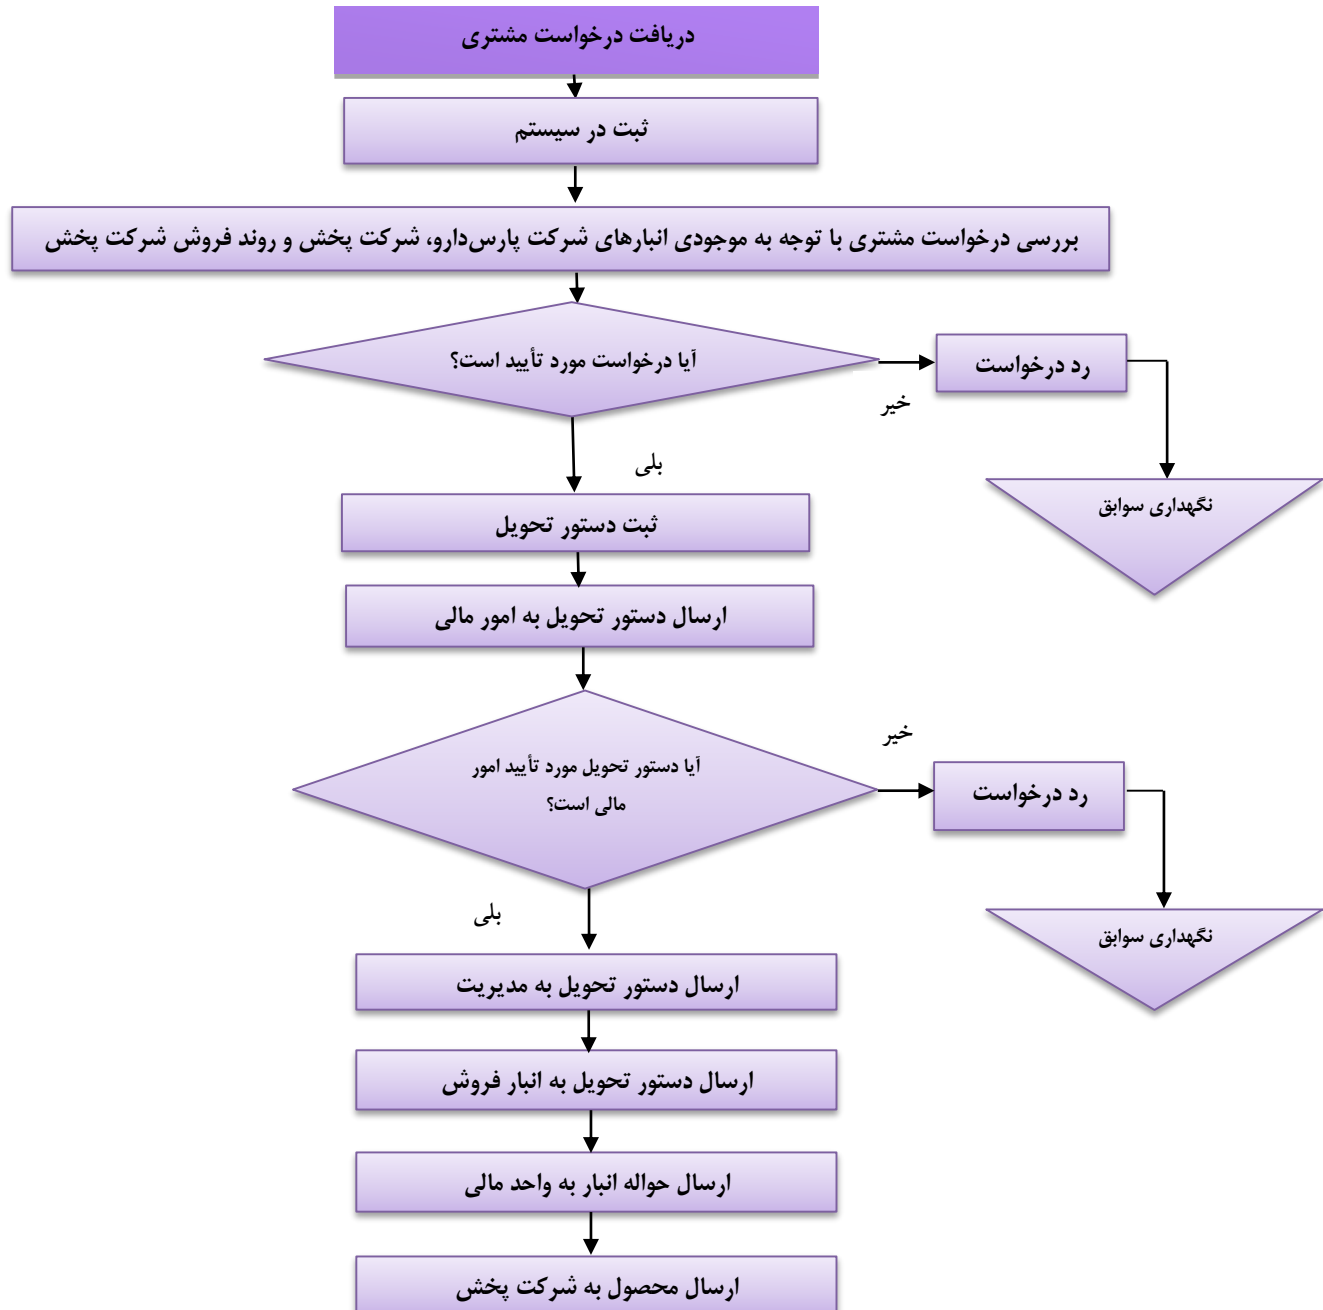 دریافت درخواست مشتری
ثبت در سیستم
بررسی درخواست مشتری با توجه به موجودی انبارهای شرکت پارس‌دارو، شرکت پخش و روند فروش شرکت پخش
آیا درخواست مورد تأیید است؟
رد درخواست
خیر
بلی
نگهداری سوابق
ثبت دستور تحویل
ارسال دستور تحویل به امور مالی
خیر
آیا دستور تحویل مورد تأیید امور
مالی است؟
رد درخواست
بلی
نگهداری سوابق
ارسال دستور تحویل به مدیریت
ارسال دستور تحویل به انبار فروش
ارسال حواله انبار به واحد مالی
ارسال محصول به شرکت پخش